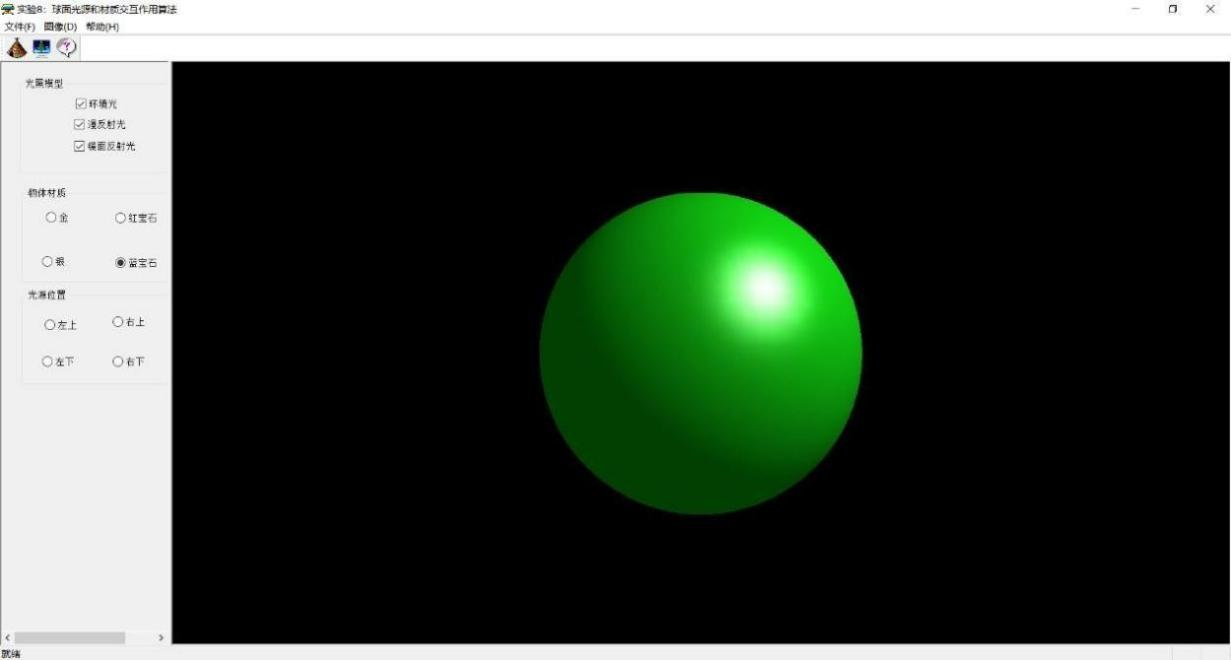 实验8：球面光源和材质交互作用算法
文件(F) 图像(D) 帮助(H)
光照模型
环境光
漫反射光
镜面反射光
物体材质
金 红宝石
银 蓝宝石
光源位置
左上 右上
左下 右下
就绪